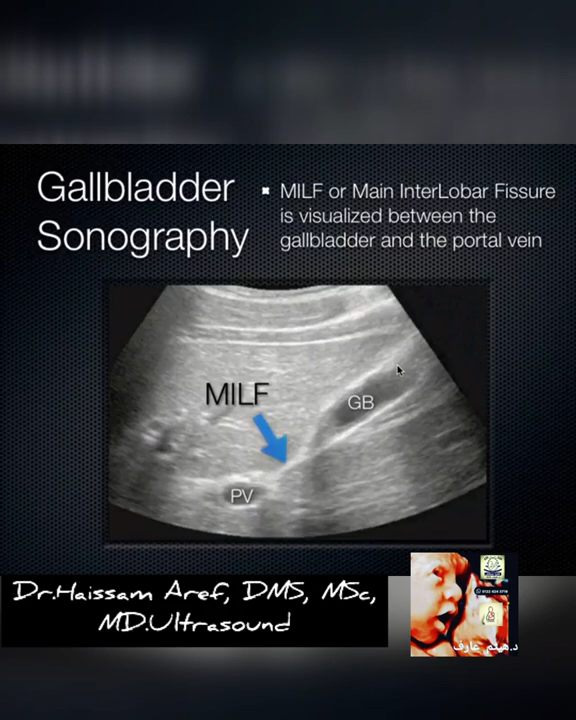 Gallbladder
Sonography
▪ MILF or Main InterLobar Fissure
is visualized between the
gallbladder and the portal vein
MILF
GB
PV
Dr.Haissam Aref, DMS, MSc,
MD.Ultrasound
د.هيثم عارف